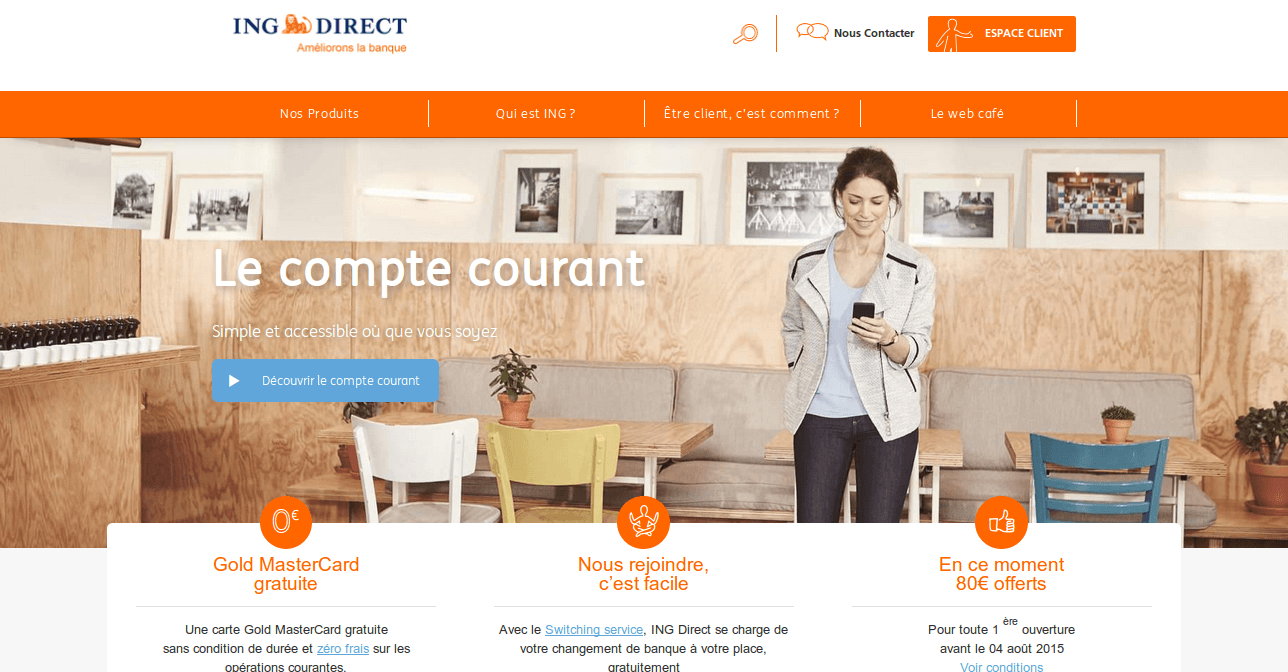 ING DIRECT
Améliorons la banque
Nous Contacter
ESPACE CLIENT
Nos Produits
Qui est ING ?
Être client, c'est comment ?
Le web café
Le compte courant
Simple et accessible où que vous soyez
Découvrir le compte courant
0€
Gold MasterCard
gratuite
Une carte Gold MasterCard gratuite
sans condition de durée et zéro frais sur les
opérations courantes.
Nous rejoindre,
c'est facile
Avec le Switching service, ING Direct se charge de
votre changement de banque à votre place,
gratuitement
En ce moment
80€ offerts
Pour toute 1 ère ouverture
avant le 04 août 2015
Voir conditions